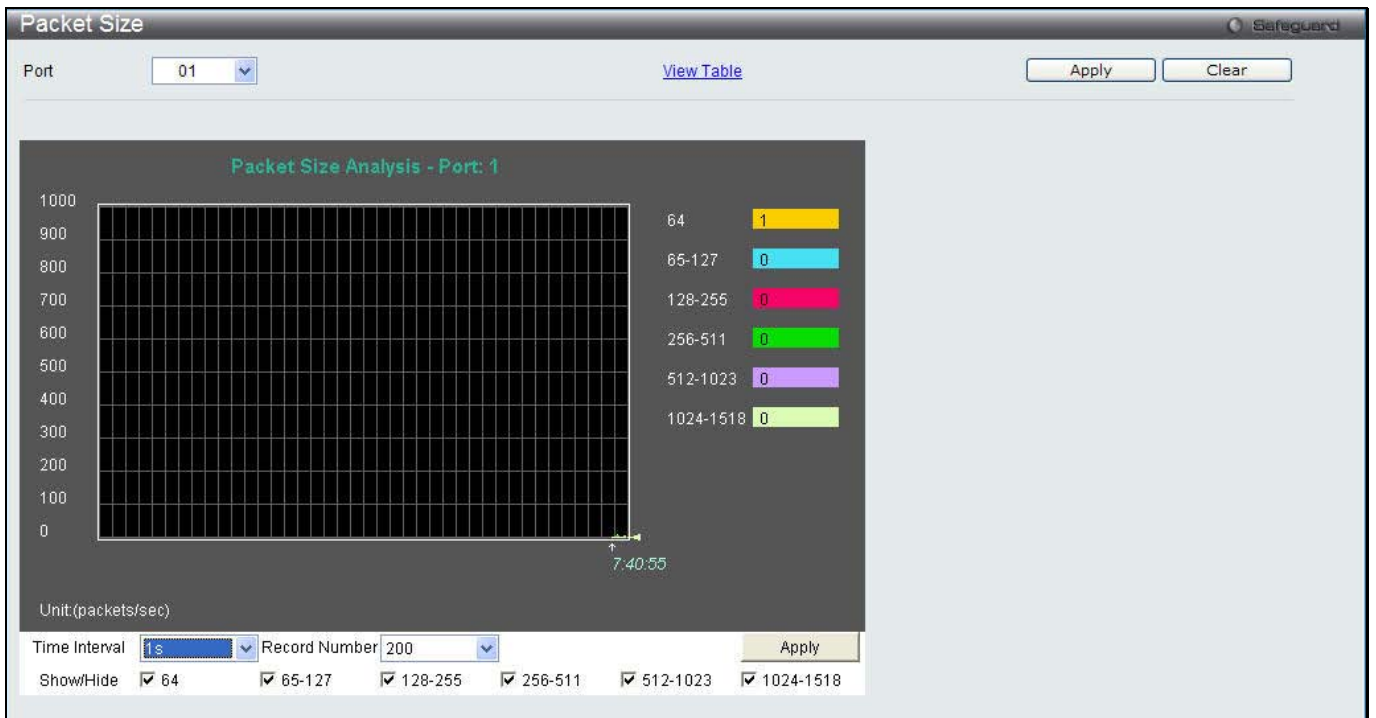 Packet Size
Safeguard
Port 01 View Table Apply Clear
Packet Size Analysis - Port: 1
1000
900
800
700
600
500
400
300
200
100
0
64 1
65-127 0
128-255 0
256-511 0
512-1023 0
1024-1518 0
7:40:55
Unit:(packets/sec)
Time Interval 1s Record Number 200 Apply
Show/Hide 64 65-127 128-255 256-511 512-1023 1024-1518